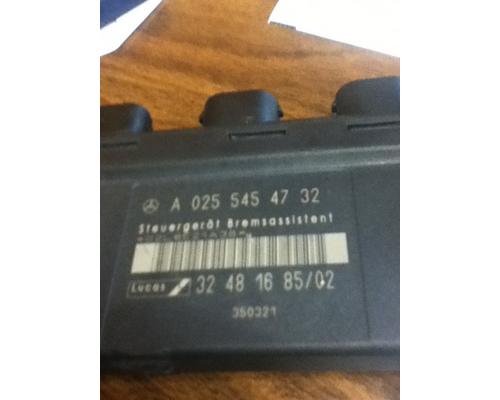 A 025 545 47 32
Steuergerät Bremsassistent
Lucas 32 48 16 85/02
350321